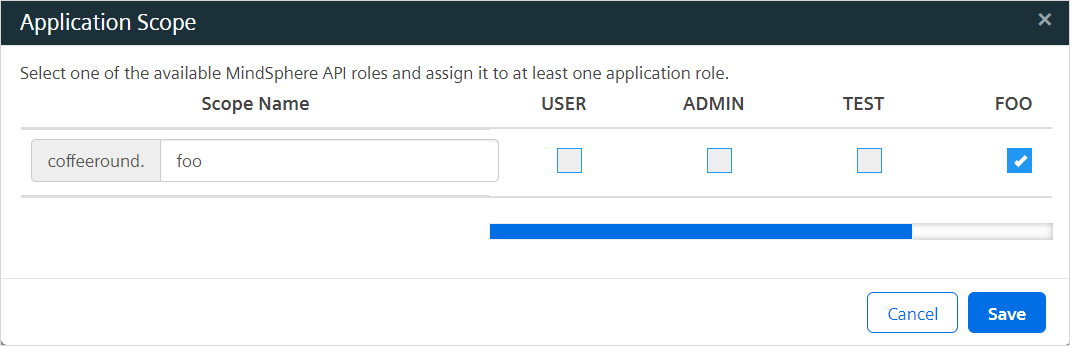 Application Scope
Select one of the available MindSphere API roles and assign it to at least one application role.
Scope Name USER ADMIN TEST FOO
coffeeround. foo
Cancel Save